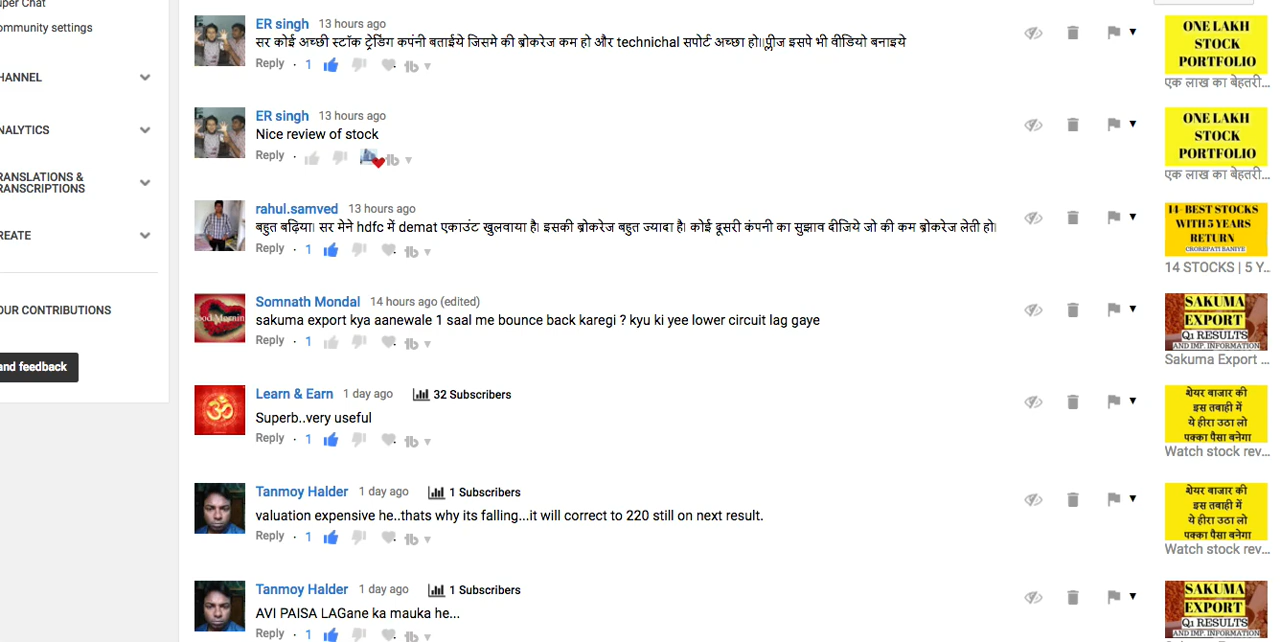 per Chat
ommunity settings
HANNEL
NALYTICS
RANSLATIONS &
RANSCRIPTIONS
REATE
OUR CONTRIBUTIONS
and feedback
ER singh 13 hours ago
सर कोई अच्छी स्टॉक ट्रेडिंग कपंनी बताईये जिसमे की ब्रोकरेज कम हो और technichal सपोर्ट अच्छा हो।प्लीज इसपे भी वीडियो बनाइये
Reply · 1
ONE LAKH
STOCK
PORTFOLIO
एक लाख का बेहतरी...
ER singh 13 hours ago
Nice review of stock
Reply ·
ONE LAKH
STOCK
PORTFOLIO
एक लाख का बेहतरी...
rahul.samved 13 hours ago
बहुत बढ़िया। सर मेने hdfc में demat एकाउंट खुलवाया है। इसकी ब्रोकरेज बहुत ज्यादा है। कोई दूसरी कंपनी का सुझाव दीजिये जो की कम ब्रोकरेज लेती हो।
Reply · 1
14 BEST STOCKS
WITH 5 YEARS
RETURN
CROREPATI BANIYE
14 STOCKS | 5 Y...
Somnath Mondal 14 hours ago (edited)
sakuma export kya aanewale 1 saal me bounce back karegi ? kyu ki yee lower circuit lag gaye
Reply · 1
ood Mornin
SAKUMA
EXPORT
Q1 RESULTS
AND IMP. INFORMATION
Sakuma Export ...
Learn & Earn 1 day ago 32 Subscribers
Superb..very useful
Reply · 1
शेयर बाजार की
इस तबाही में
ये हीरा उठा लो
पक्का पैसा बनेगा
Watch stock rev...
Tanmoy Halder 1 day ago 1 Subscribers
valuation expensive he..thats why its falling...it will correct to 220 still on next result.
Reply · 1
शेयर बाजार की
इस तबाही में
ये हीरा उठा लो
पक्का पैसा बनेगा
Watch stock rev...
Tanmoy Halder 1 day ago 1 Subscribers
AVI PAISA LAGane ka mauka he...
Reply · 1
SAKUMA
EXPORT
Q1 RESULTS
AND IMP. INFORMATION